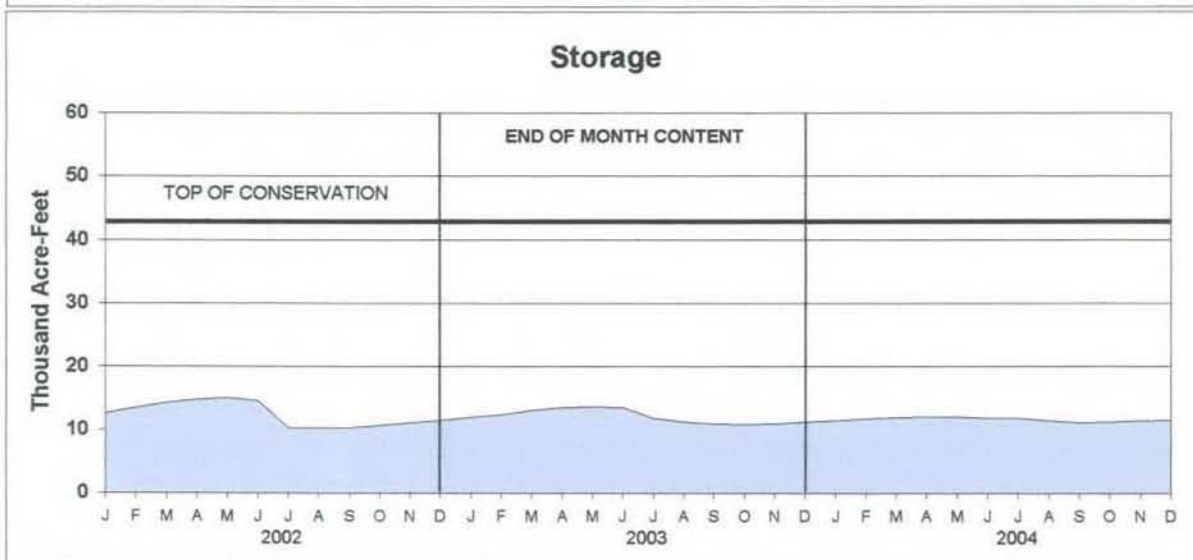 Storage
Thousand Acre-Feet
60
50
40
30
20
10
0
END OF MONTH CONTENT
TOP OF CONSERVATION
J F M A M J J A S O N D J F M A M J J A S O N D J F M A M J J A S O N D
2002 2003 2004